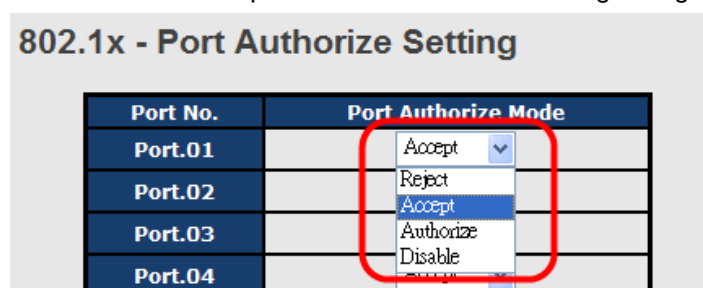 802.1x - Port Authorize Setting
Port No. Port Authorize Mode
Port.01 Accept
Reject
Port.02
Accept
Port.03 Authorize
Disable
Port.04